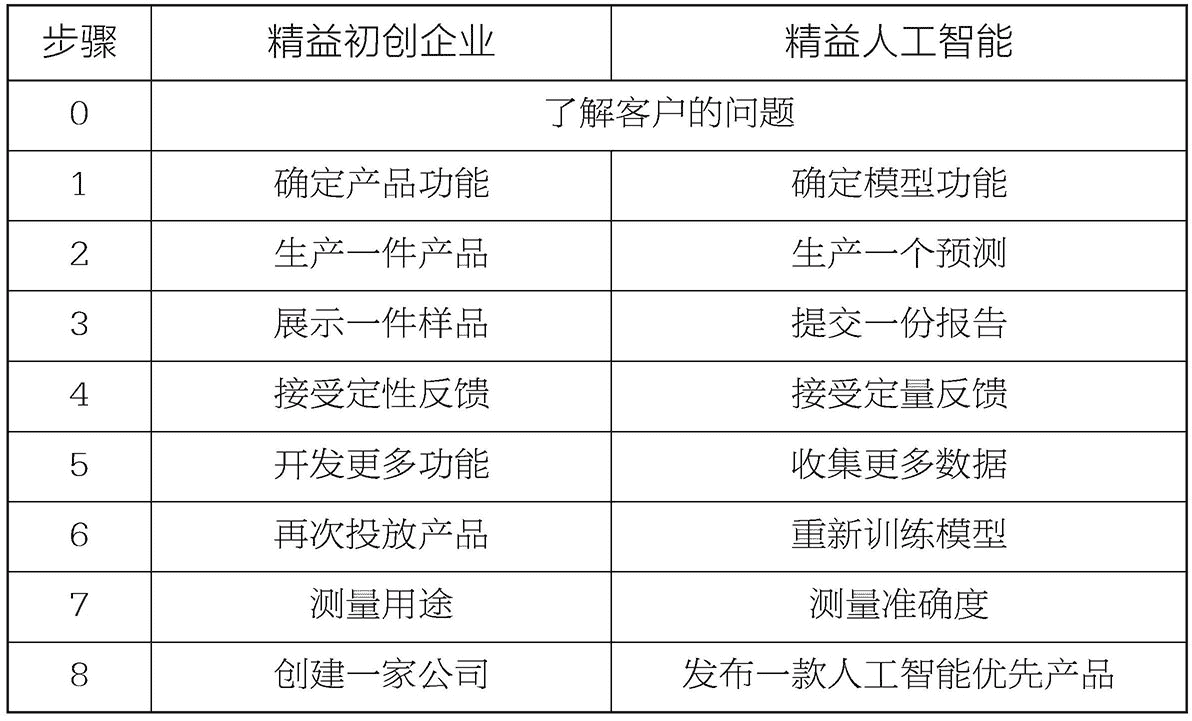 步骤 精益初创企业 精益人工智能
0 了解客户的问题
1 确定产品功能 确定模型功能
2 生产一件产品 生产一个预测
3 展示一件样品 提交一份报告
4 接受定性反馈 接受定量反馈
5 开发更多功能 收集更多数据
6 再次投放产品 重新训练模型
7 测量用途 测量准确度
8 创建一家公司 发布一款人工智能优先产品